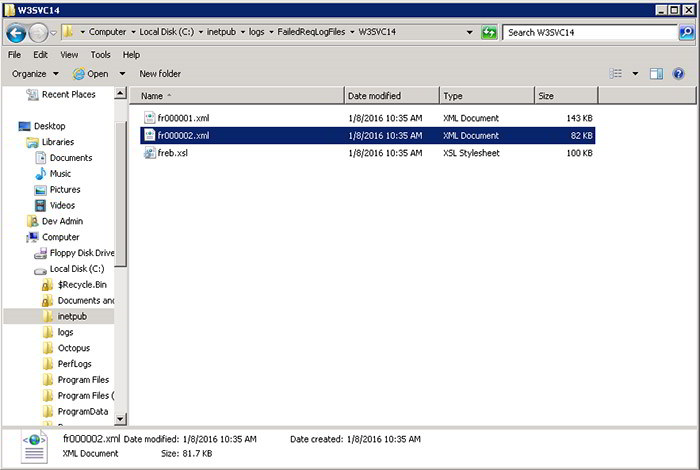 W3SVC14
Computer Local Disk (C:) inetpub logs FailedReqLogFiles W3SVC14 Search W3SVC14
File Edit View Tools Help
Organize Open New folder
Recent Places
Desktop
Libraries
Documents
Music
Pictures
Videos
Dev Admin
Computer
Floppy Disk Drive
Local Disk (C:)
$Recycle.Bin
Documents and
inetpub
logs
Octopus
PerfLogs
Program Files
Program Files (
ProgramData
Name Date modified Type Size
fr000001.xml 1/8/2016 10:35 AM XML Document 143 KB
fr000002.xml 1/8/2016 10:35 AM XML Document 82 KB
freb.xsl 1/8/2016 10:35 AM XSL Stylesheet 100 KB
fr000002.xml Date modified: 1/8/2016 10:35 AM Date created: 1/8/2016 10:35 AM
XML Document Size: 81.7 KB